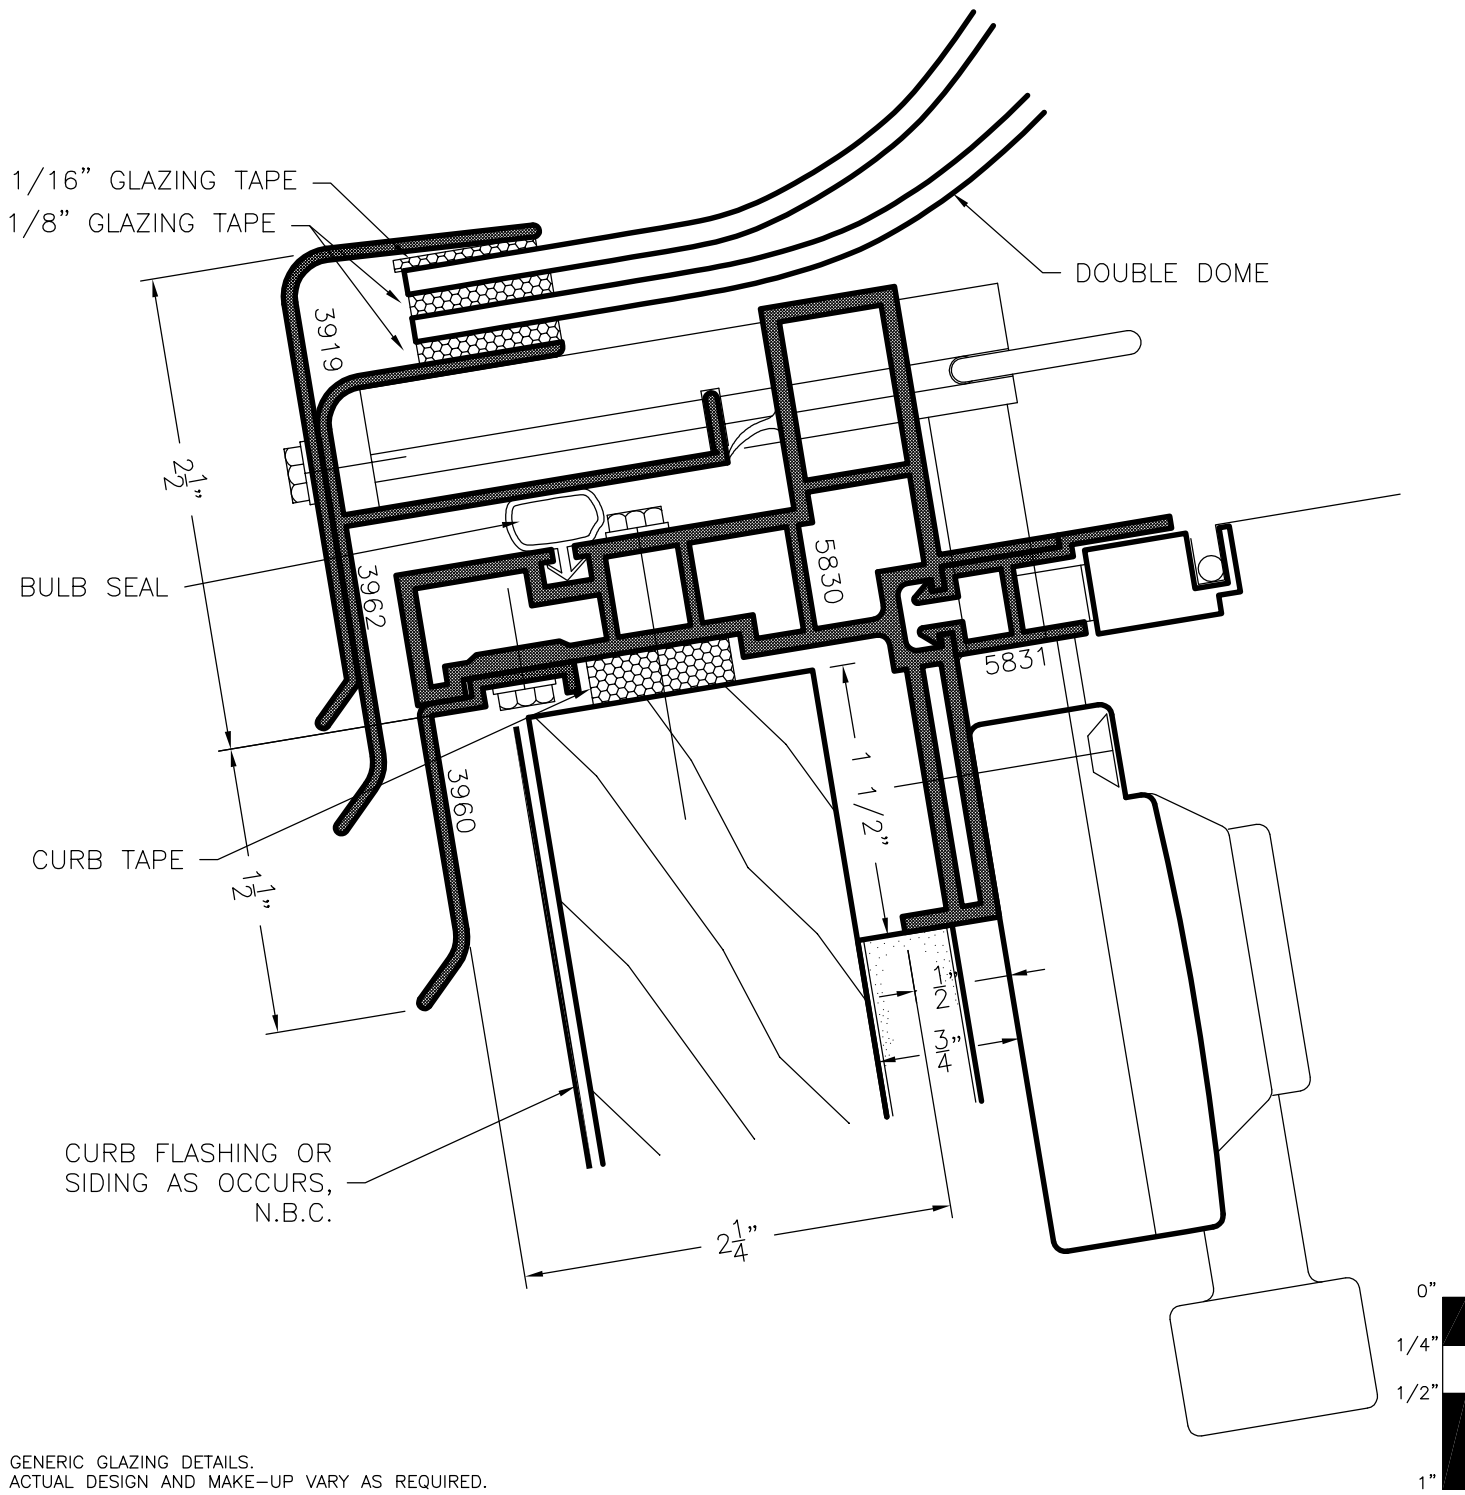 1/16” GLAZING TAPE
1/8” GLAZING TAPE
DOUBLE DOME
3919
2 1/2”
BULB SEAL
3962
5830
5831
CURB TAPE
3960
1 1/2”
1 1/2”
1/2”
3/4”
CURB FLASHING OR
SIDING AS OCCURS,
N.B.C.
2 1/4”
0”
1/4”
1/2”
1”
GENERIC GLAZING DETAILS.
ACTUAL DESIGN AND MAKE–UP VARY AS REQUIRED.